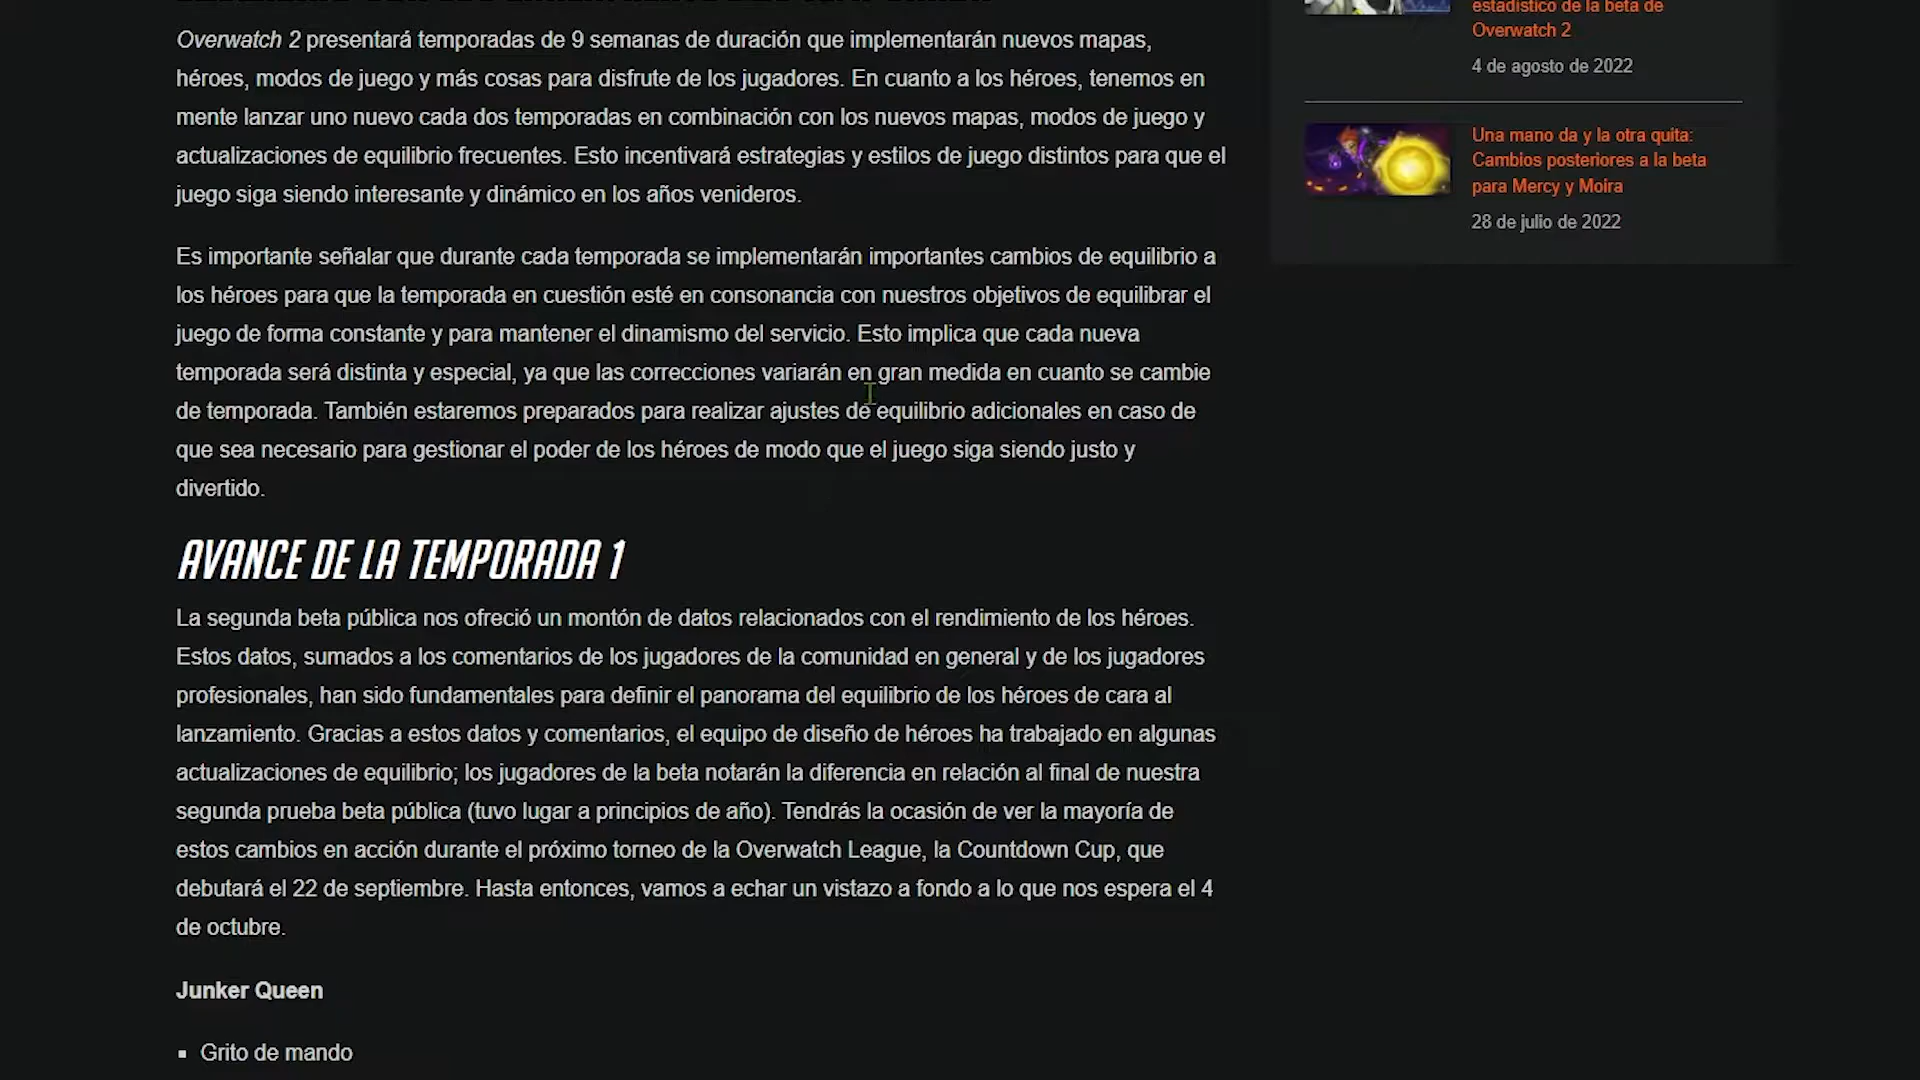 Overwatch 2 presentará temporadas de 9 semanas de duración que implementarán nuevos mapas,
héroes, modos de juego y más cosas para disfrute de los jugadores. En cuanto a los héroes, tenemos en
mente lanzar uno nuevo cada dos temporadas en combinación con los nuevos mapas, modos de juego y
actualizaciones de equilibrio frecuentes. Esto incentivará estrategias y estilos de juego distintos para que el
juego siga siendo interesante y dinámico en los años venideros.
Es importante señalar que durante cada temporada se implementarán importantes cambios de equilibrio a
los héroes para que la temporada en cuestión esté en consonancia con nuestros objetivos de equilibrar el
juego de forma constante y para mantener el dinamismo del servicio. Esto implica que cada nueva
temporada será distinta y especial, ya que las correcciones variarán en gran medida en cuanto se cambie
de temporada. También estaremos preparados para realizar ajustes de equilibrio adicionales en caso de
que sea necesario para gestionar el poder de los héroes de modo que el juego siga siendo justo y
divertido.
AVANCE DE LA TEMPORADA 1
La segunda beta pública nos ofreció un montón de datos relacionados con el rendimiento de los héroes.
Estos datos, sumados a los comentarios de los jugadores de la comunidad en general y de los jugadores
profesionales, han sido fundamentales para definir el panorama del equilibrio de los héroes de cara al
lanzamiento. Gracias a estos datos y comentarios, el equipo de diseño de héroes ha trabajado en algunas
actualizaciones de equilibrio; los jugadores de la beta notarán la diferencia en relación al final de nuestra
segunda prueba beta pública (tuvo lugar a principios de año). Tendrás la ocasión de ver la mayoría de
estos cambios en acción durante el próximo torneo de la Overwatch League, la Countdown Cup, que
debutará el 22 de septiembre. Hasta entonces, vamos a echar un vistazo a fondo a lo que nos espera el 4
de octubre.
Junker Queen
▪ Grito de mando
estadístico de la beta de
Overwatch 2
4 de agosto de 2022
Una mano da y la otra quita:
Cambios posteriores a la beta
para Mercy y Moira
28 de julio de 2022